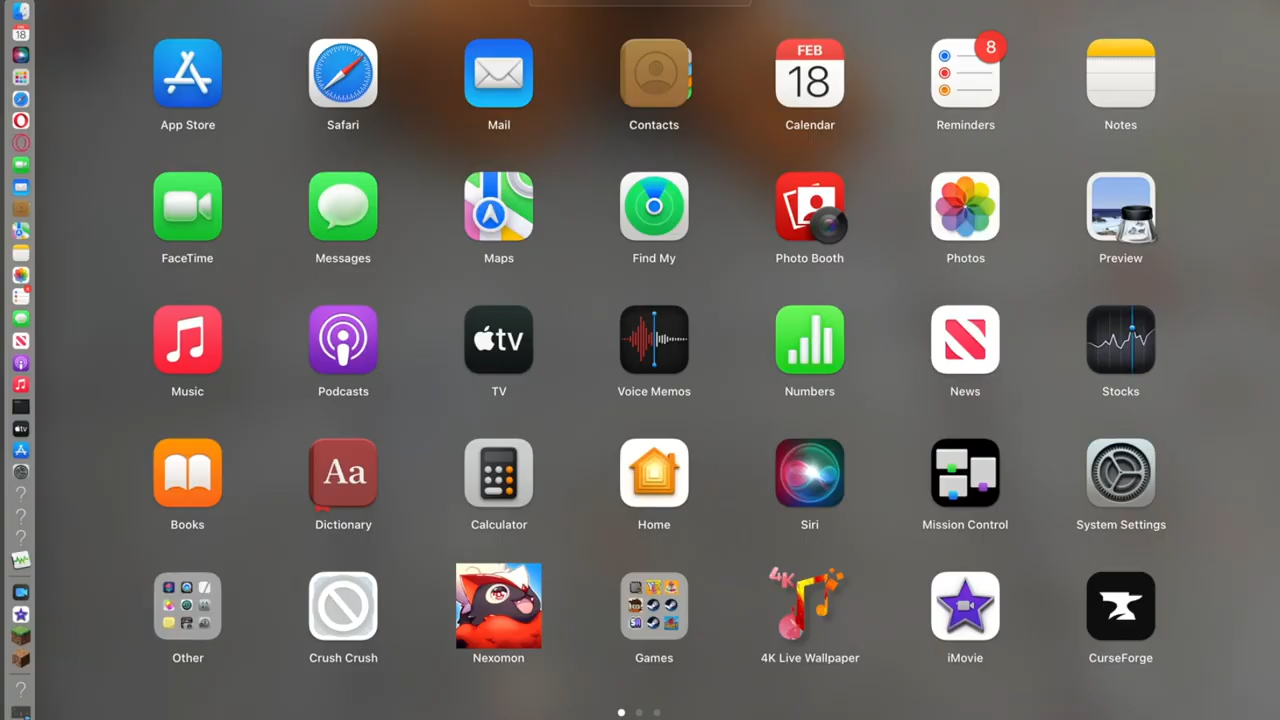 App Store
Safari
Mail
Contacts
FEB
18
Calendar
8
Reminders
Notes
FaceTime
Messages
Maps
Find My
Photo Booth
Photos
Preview
Music
Podcasts
tv
TV
Voice Memos
Numbers
News
Stocks
Books
Aa
Dictionary
Calculator
Home
Siri
Mission Control
System Settings
Other
Crush Crush
Nexomon
Games
4K
4K Live Wallpaper
iMovie
CurseForge
18
tv
?
?
?
?